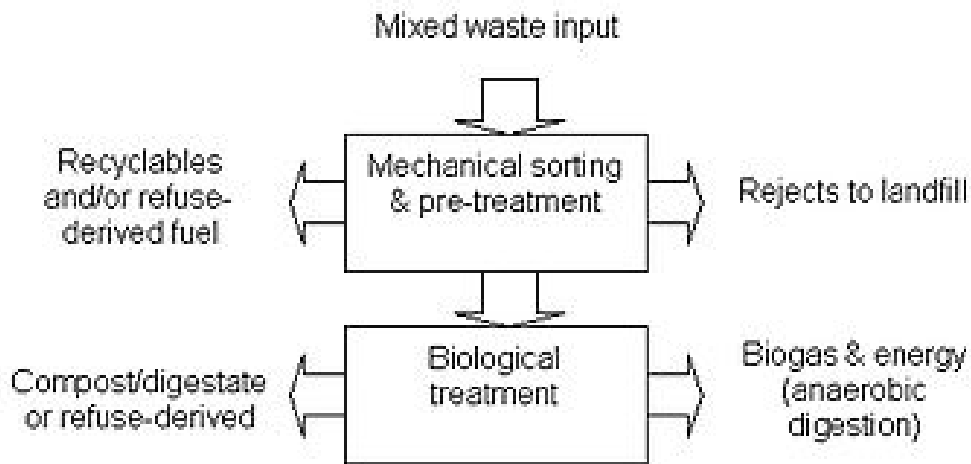 Mixed waste input
Recyclables
and/or refuse-
derived fuel
Mechanical sorting
& pre-treatment
Rejects to landfill
Compost/digestate
or refuse-derived
Biological
treatment
Biogas & energy
(anaerobic
digestion)